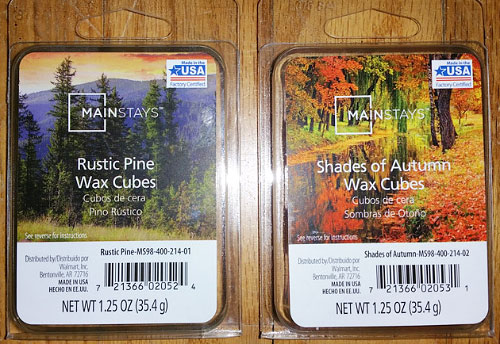 Made in the
USA
Factory Certified
MAINSTAYS™
Rustic Pine
Wax Cubes
Cubos de cera
Pino Rústico
See reverse for instructions
Rustic Pine-MS98-400-214-01
Distributed by/Distribuido por
Walmart, Inc.
Bentonville, AR 72716
MADE IN USA
HECHO EN EE.UU.
7 21366 02052 4
NET WT 1.25 OZ (35.4 g)
Made in the
USA
Factory Certified
MAINSTAYS™
Shades of Autumn
Wax Cubes
Cubos de cera
Sombras de Otoño
See reverse for instructions.
Shades of Autumn-MS98-400-214-02
Distributed by/Distribuido por
Walmart, Inc.
Bentonville, AR 72716
MADE IN USA
HECHO EN EE.UU.
7 21366 02053 1
NET WT 1.25 OZ (35.4 g)